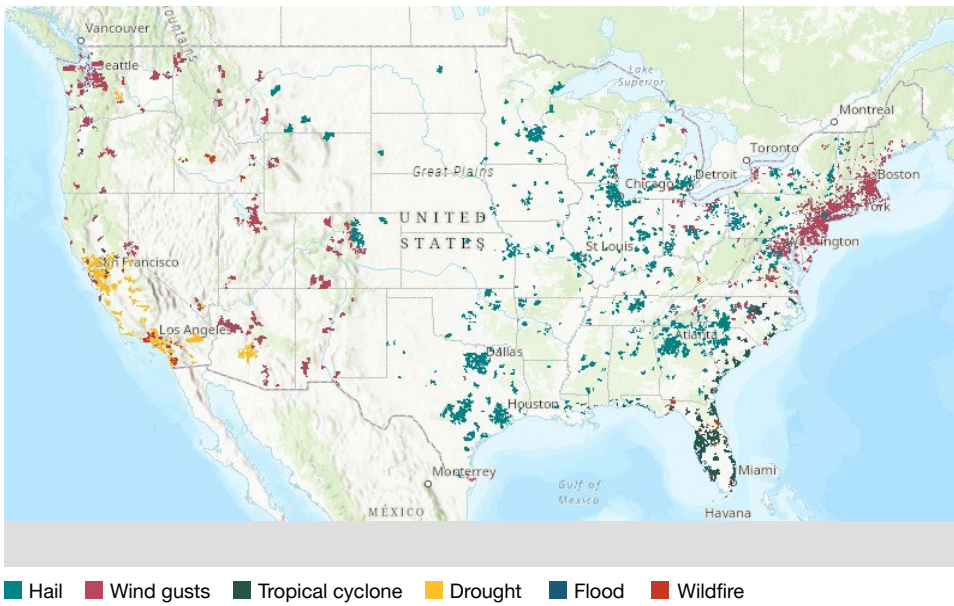 Vancouver
ountains
Seattle
Lake
Superior
Montreal
Toronto
Great Plains
Chicago
Detroit
Boston
York
UNITED
STATES
St Louis
Washington
San Francisco
Los Angeles
Atlanta
Dallas
Houston
Monterrey
Gulf of
Mexico
Miami
MÉXICO
Havana
Hail Wind gusts Tropical cyclone Drought Flood Wildfire